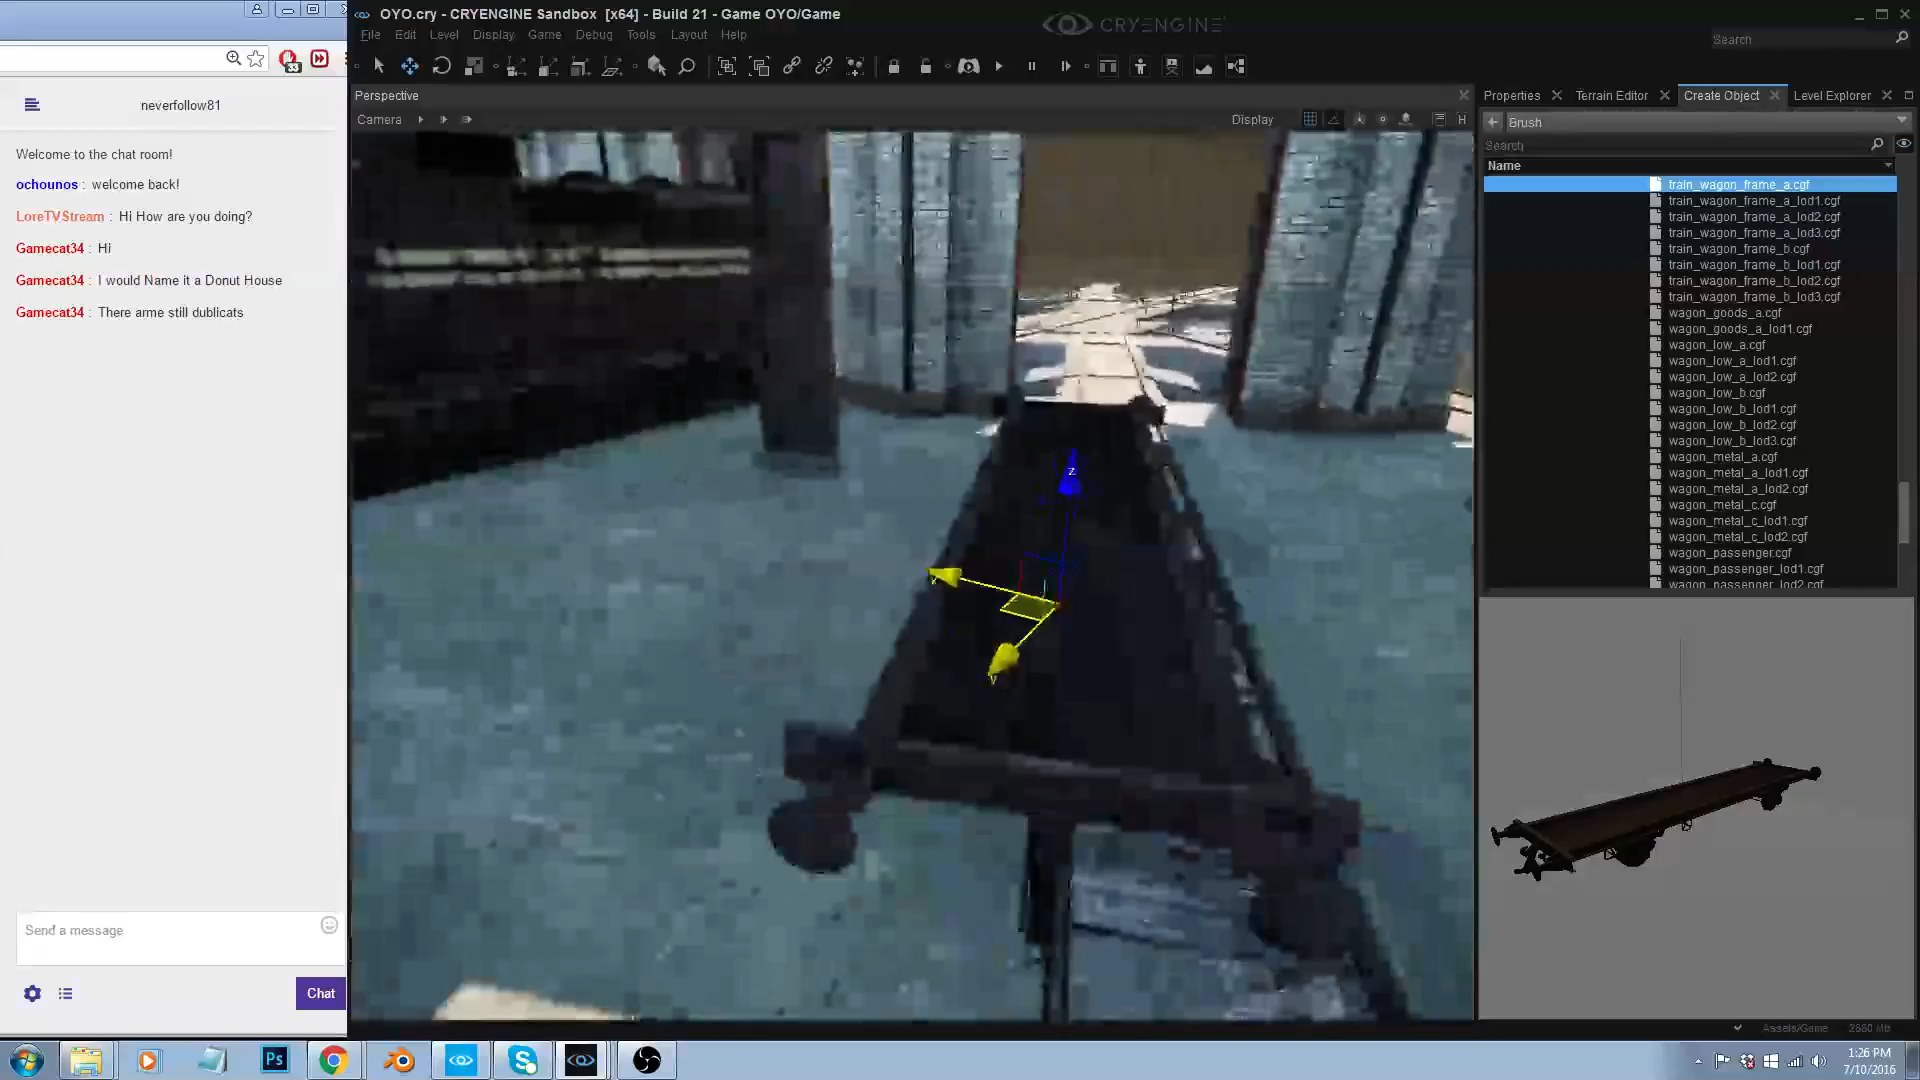 OYO.cry - CRYENGINE Sandbox [x64] - Build 21 - Game OYO/Game
CRYENGINE
File Edit Level Display Game Debug Tools Layout Help
Search
33
neverfollow81
Welcome to the chat room!
ochounos : welcome back!
LoreTVStream : Hi How are you doing?
Gamecat34 : Hi
Gamecat34 : I would Name it a Donut House
Gamecat34 : There arme still dublicats
Send a message
Chat
Perspective
Camera
Display
H
z
y
Properties
Terrain Editor
Create Object
Level Explorer
Brush
Search
Name
train_wagon_frame_a.cgf
train_wagon_frame_a_lod1.cgf
train_wagon_frame_a_lod2.cgf
train_wagon_frame_a_lod3.cgf
train_wagon_frame_b.cgf
train_wagon_frame_b_lod1.cgf
train_wagon_frame_b_lod2.cgf
train_wagon_frame_b_lod3.cgf
wagon_goods_a.cgf
wagon_goods_a_lod1.cgf
wagon_low_a.cgf
wagon_low_a_lod1.cgf
wagon_low_a_lod2.cgf
wagon_low_b.cgf
wagon_low_b_lod1.cgf
wagon_low_b_lod2.cgf
wagon_low_b_lod3.cgf
wagon_metal_a.cgf
wagon_metal_a_lod1.cgf
wagon_metal_a_lod2.cgf
wagon_metal_c.cgf
wagon_metal_c_lod1.cgf
wagon_metal_c_lod2.cgf
wagon_passenger.cgf
wagon_passenger_lod1.cgf
wagon_passenger_lod2.cgf
Assets/Game
2880 Mb
Ps
1:26 PM
7/10/2016